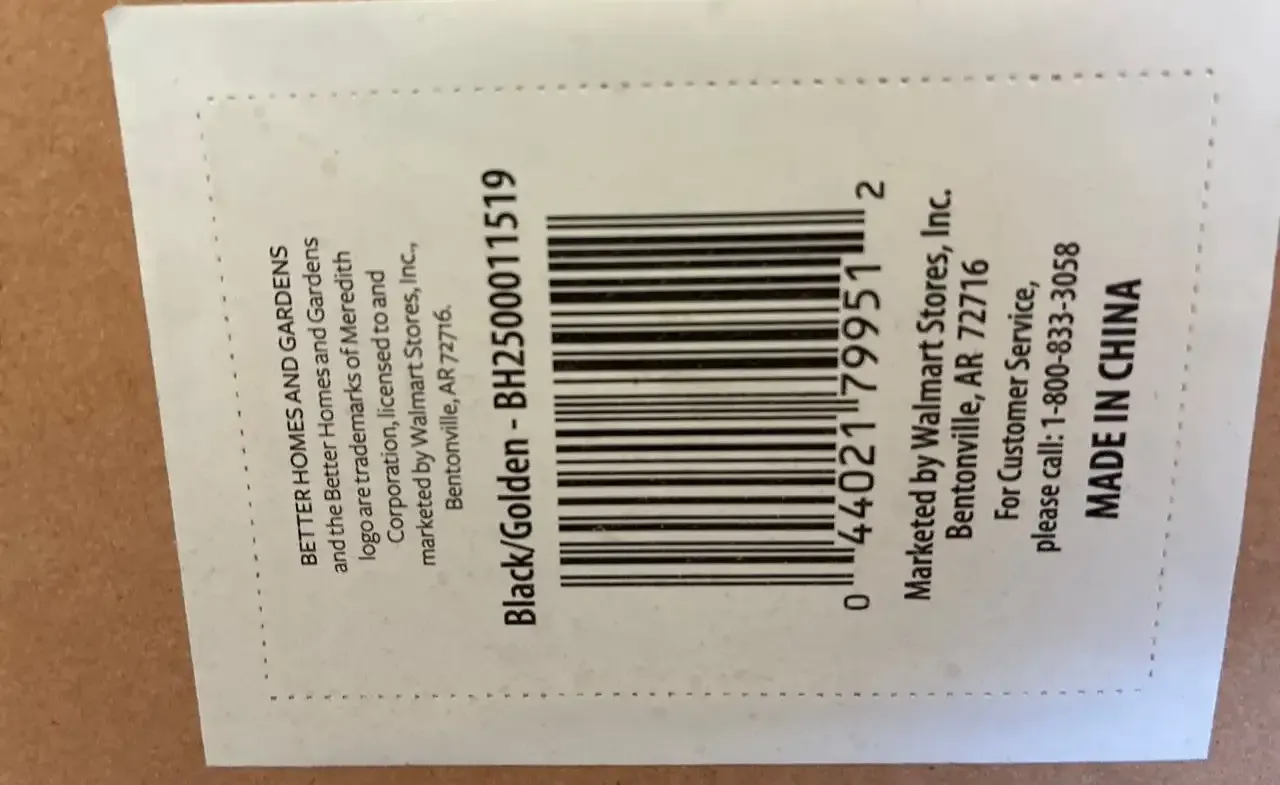 BETTER HOMES AND GARDENS
and the Better Homes and Gardens
logo are trademarks of Meredith
Corporation, licensed to and
marketed by Walmart Stores, Inc.,
Bentonville, AR 72716.
Black/Golden - BH2500011519
0 44021 79951 2
Marketed by Walmart Stores, Inc.
Bentonville, AR 72716
For Customer Service,
please call: 1-800-833-3058
MADE IN CHINA